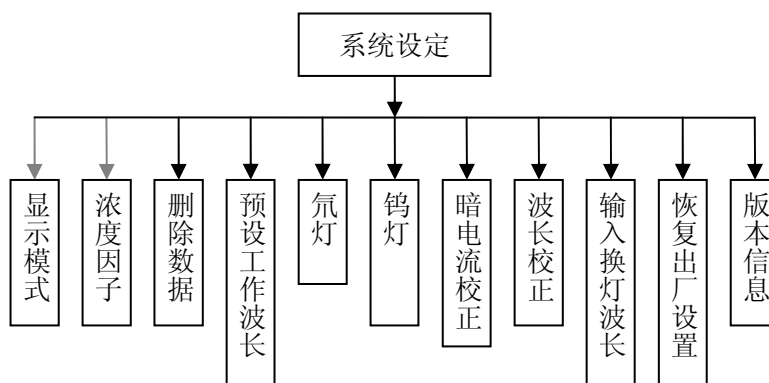 系统设定
显示模式
浓度因子
删除数据
预设工作波长
氘灯
钨灯
暗电流校正
波长校正
输入换灯波长
恢复出厂设置
版本信息